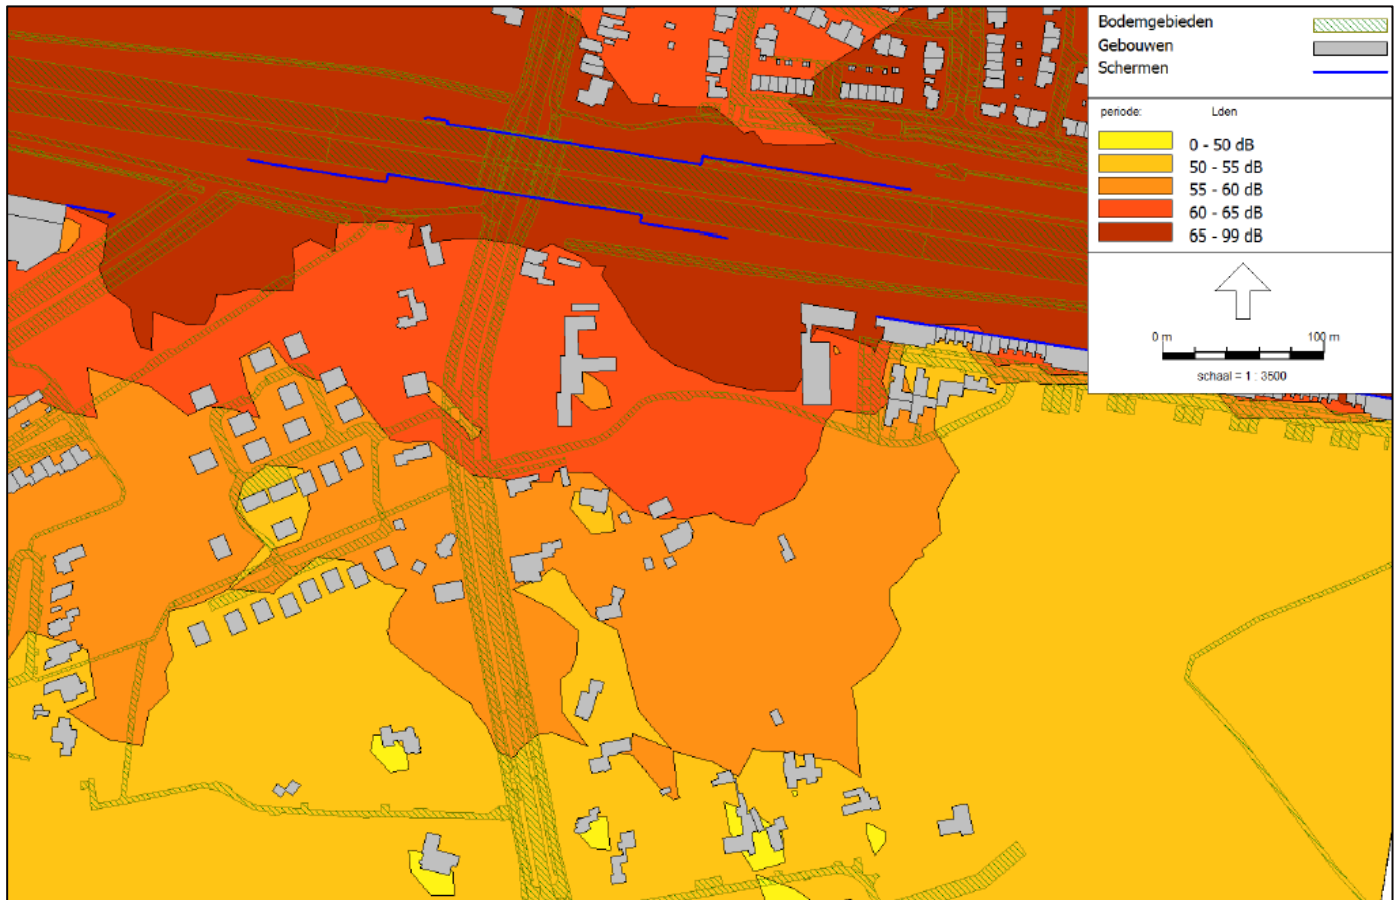 Bodemgebieden
Gebouwen
Schermen
periode: Lden
0 - 50 dB
50 - 55 dB
55 - 60 dB
60 - 65 dB
65 - 99 dB
0 m 100 m
schaal = 1 : 3500